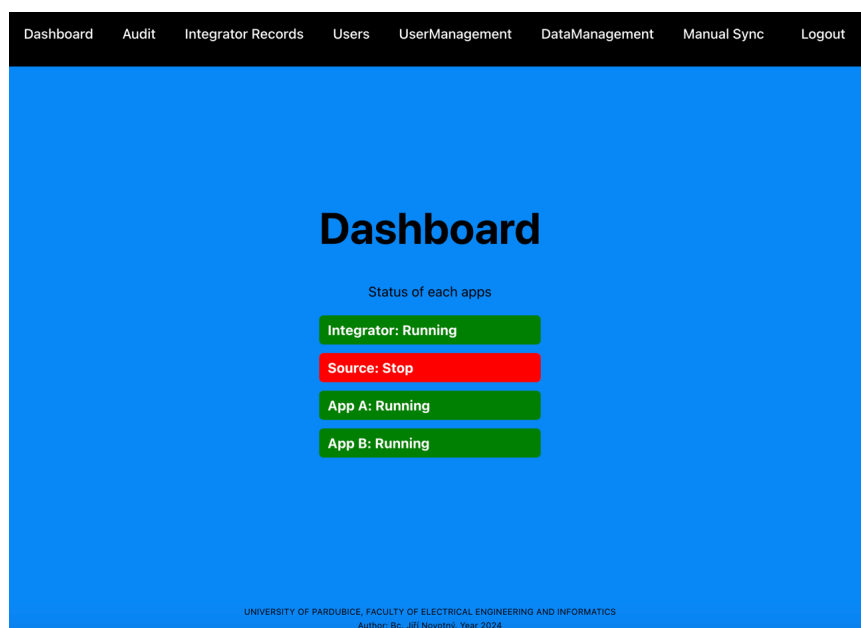 Dashboard Audit Integrator Records Users UserManagement DataManagement Manual Sync Logout
Dashboard
Status of each apps
Integrator: Running
Source: Stop
App A: Running
App B: Running
UNIVERSITY OF PARDUBICE, FACULTY OF ELECTRICAL ENGINEERING AND INFORMATICS
Author: Bc. Jiří Novotný, Year 2024